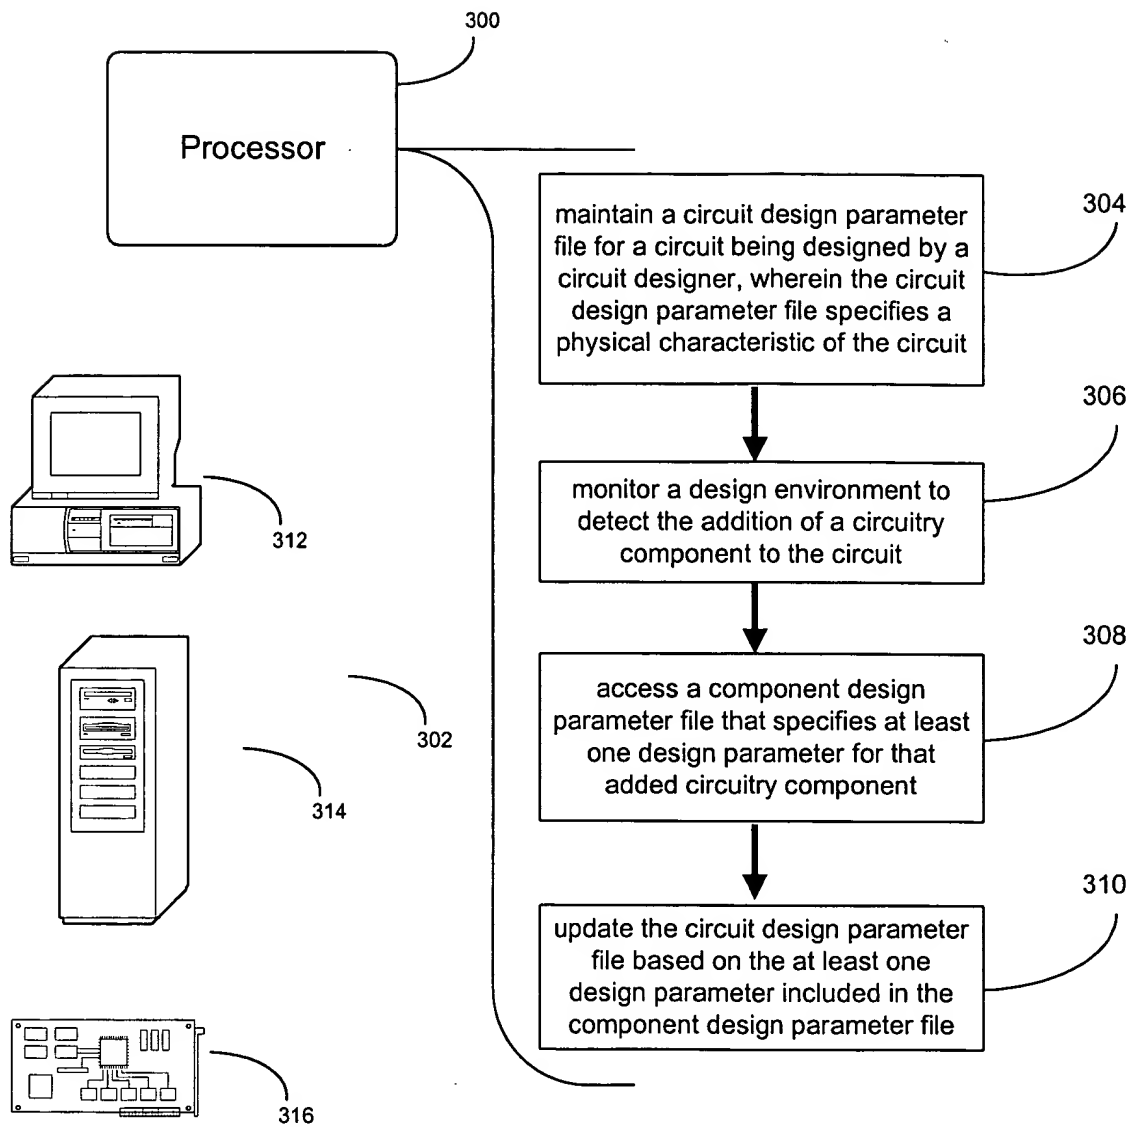 300
Processor
maintain a circuit design parameter
file for a circuit being designed by a
circuit designer, wherein the circuit
design parameter file specifies a
physical characteristic of the circuit
304
306
monitor a design environment to
detect the addition of a circuitry
component to the circuit
312
308
access a component design
parameter file that specifies at least
one design parameter for that
added circuitry component
302
314
310
update the circuit design parameter
file based on the at least one
design parameter included in the
component design parameter file
316